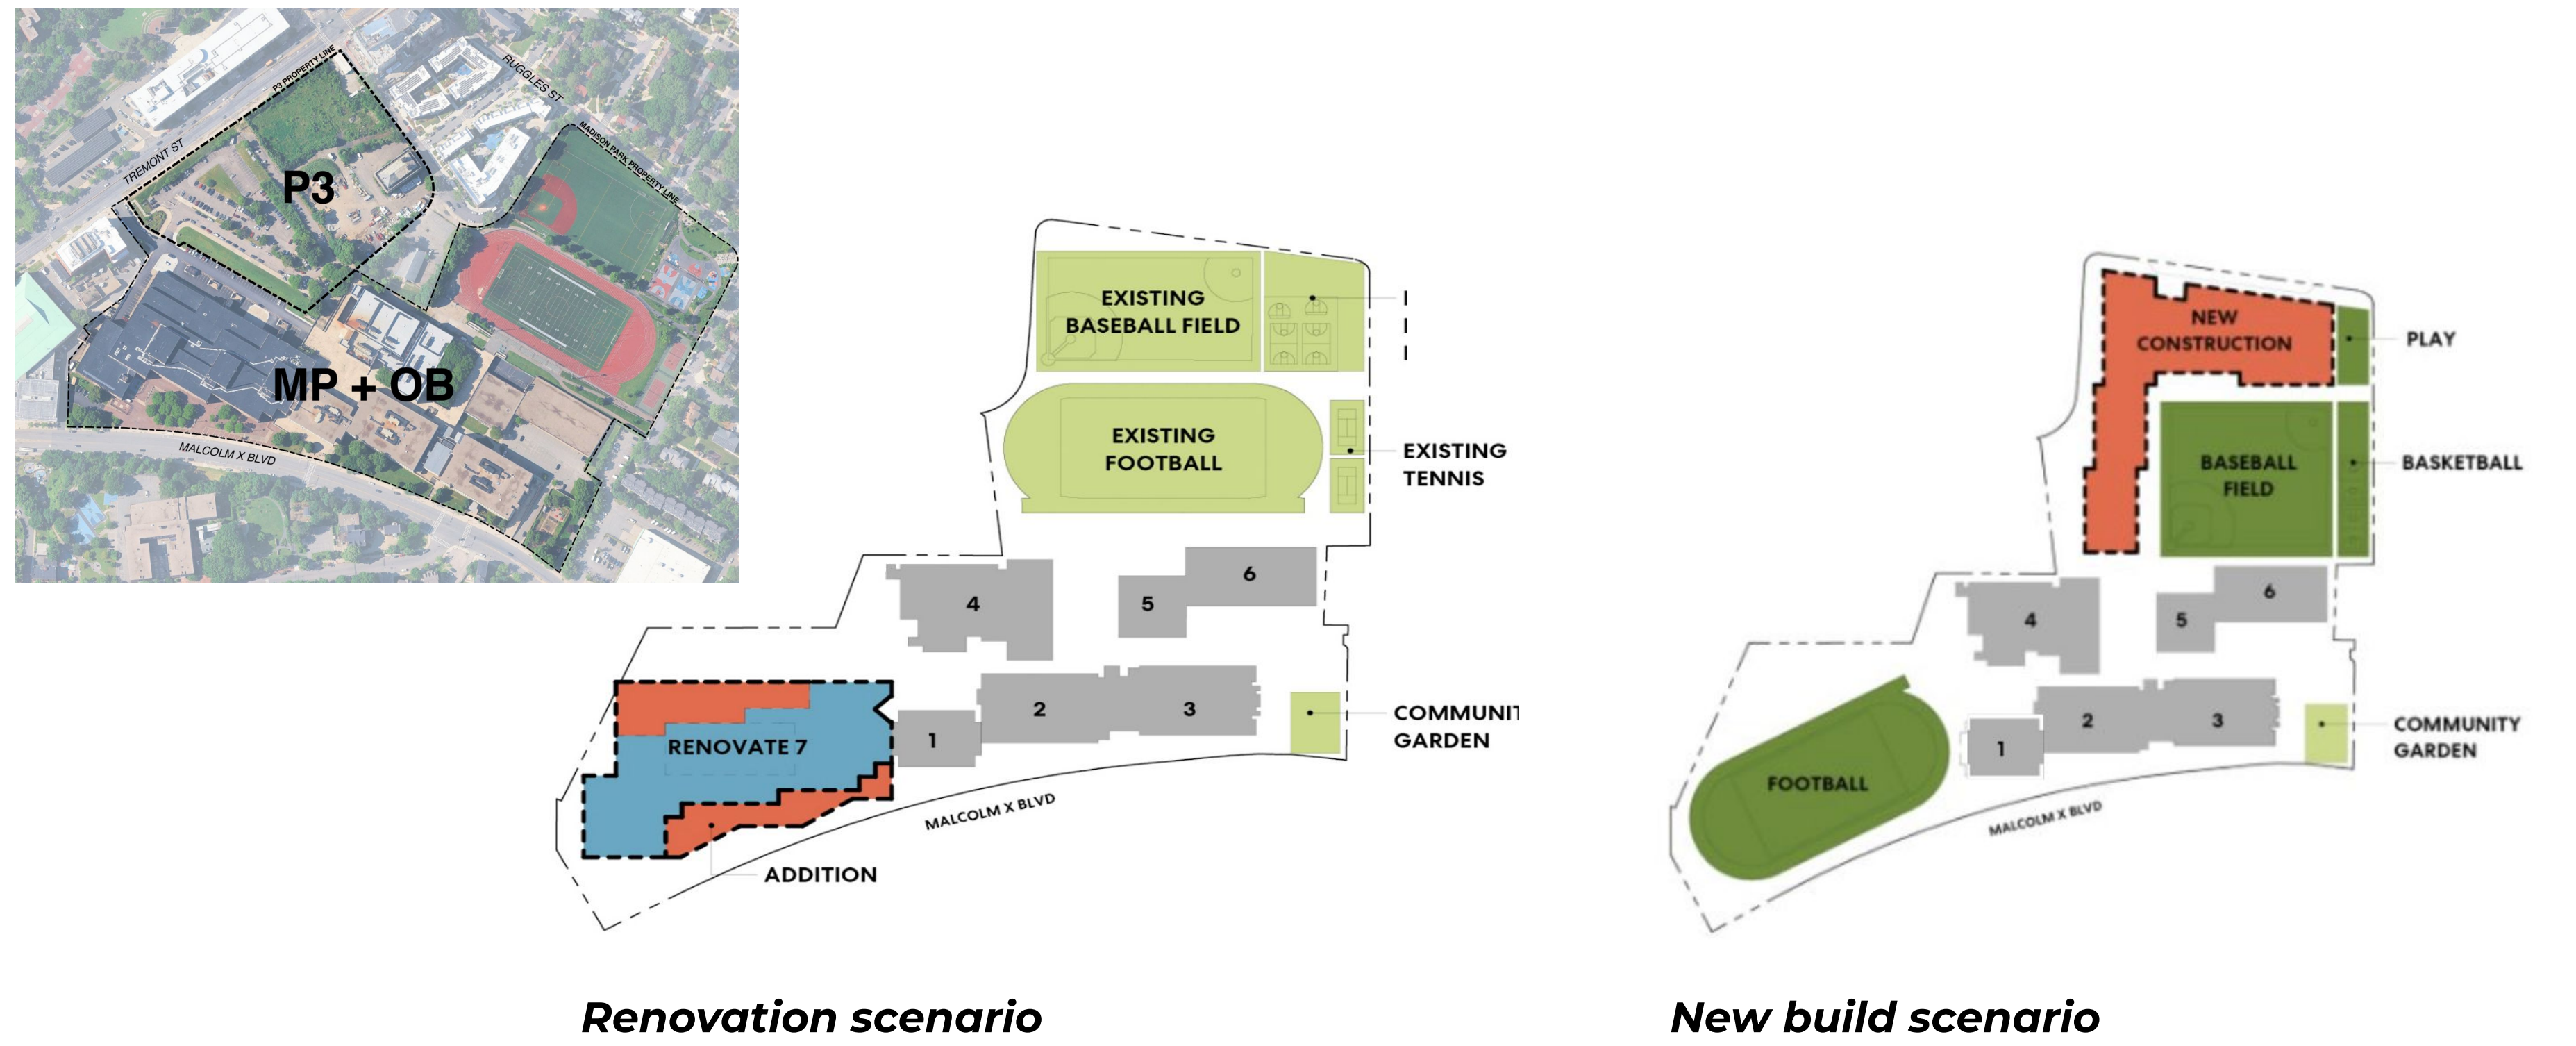 P3 PROPERTY LINE
RUGGLES ST
TREMONT ST
MADISON PARK PROPERTY LINE
P3
MP + OB
MALCOLM X BLVD
EXISTING
BASEBALL FIELD
EXISTING
FOOTBALL
EXISTING
TENNIS
4
5
6
RENOVATE 7
1
2
3
COMMUNIT
GARDEN
MALCOLM X BLVD
ADDITION
Renovation scenario
NEW
CONSTRUCTION
PLAY
BASEBALL
FIELD
BASKETBALL
4
5
6
FOOTBALL
1
2
3
COMMUNITY
GARDEN
MALCOLM X BLVD
New build scenario